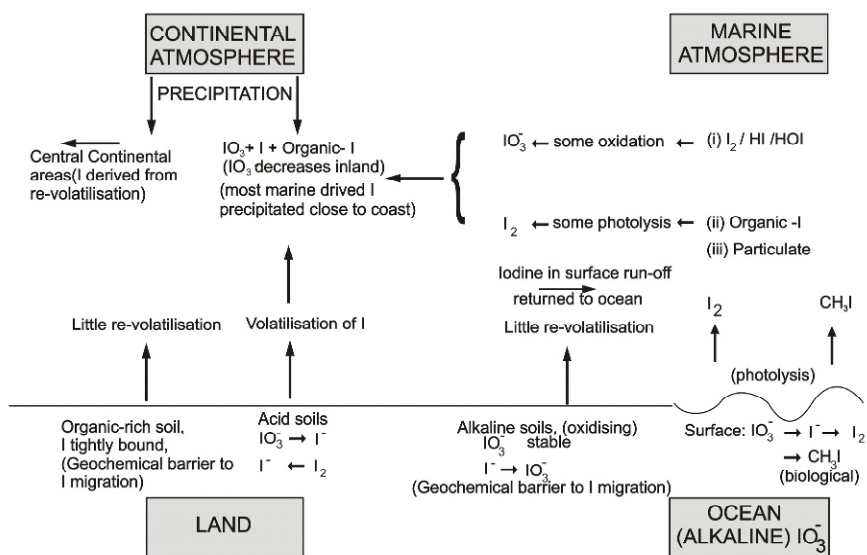 CONTINENTAL
ATMOSPHERE
MARINE
ATMOSPHERE
PRECIPITATION
Central Continental
areas(I derived from
re-volatilisation)
IO₃+ I + Organic- I
(IO₃ decreases inland)
(most marine drived I
precipitated close to coast)
{
IO₃⁻ ← some oxidation ← (i) I₂ / HI /HOI
I₂ ← some photolysis ← (ii) Organic -I
(iii) Particulate
Iodine in surface run-off
returned to ocean
Little re-volatilisation
Volatilisation of I
Little re-volatilisation
I₂
CH₃I
(photolysis)
Organic-rich soil,
I tightly bound,
(Geochemical barrier to
I migration)
Acid soils
IO₃⁻ → I⁻
I⁻ ← I₂
Alkaline soils, (oxidising)
IO₃⁻ stable
I⁻ → IO₃⁻
(Geochemical barrier to I migration)
Surface: IO₃⁻ → I⁻ → I₂
→ CH₃I
(biological)
LAND
OCEAN
(ALKALINE) IO₃⁻